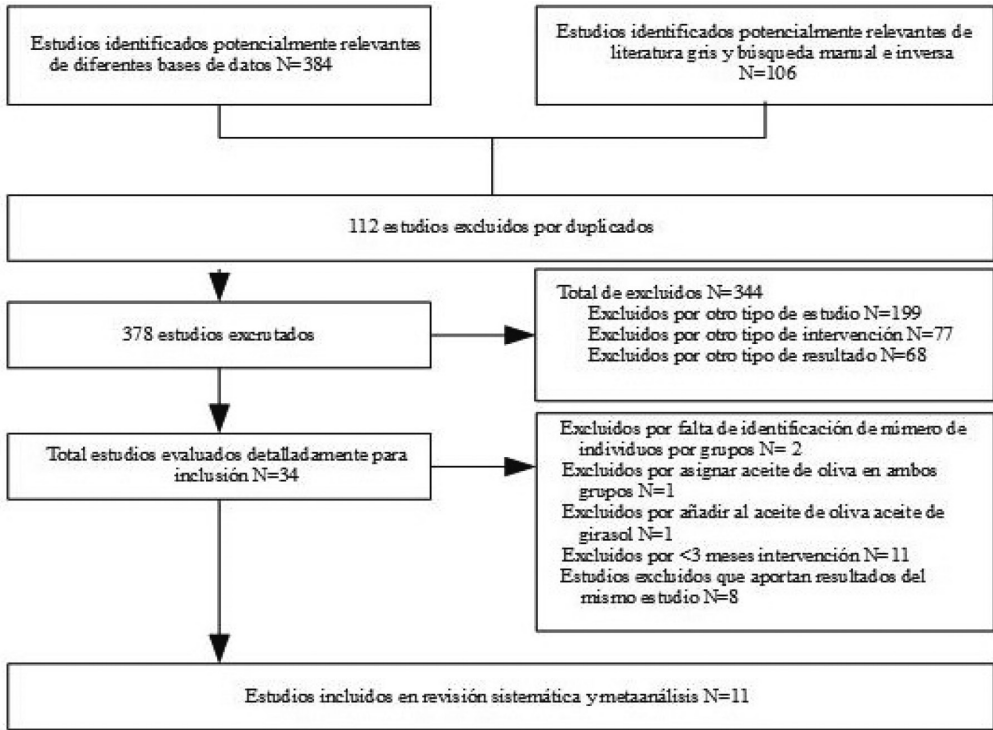 Estudios identificados potencialmente relevantes
de diferentes bases de datos N=384
Estudios identificados potencialmente relevantes de
literatura gris y búsqueda manual e inversa
N=106
112 estudios excluidos por duplicados
378 estudios excrutados
Total de excluidos N=344
Excluidos por otro tipo de estudio N=199
Excluidos por otro tipo de intervención N=77
Excluidos por otro tipo de resultado N=68
Total estudios evaluados detalladamente para
inclusión N=34
Excluidos por falta de identificación de número de
individuos por grupos N= 2
Excluidos por asignar aceite de oliva en ambos
grupos N=1
Excluidos por añadir al aceite de oliva aceite de
girasol N=1
Excluidos por <3 meses intervención N=11
Estudios excluidos que aportan resultados del
mismo estudio N=8
Estudios incluidos en revisión sistemática y metaanálisis N=11